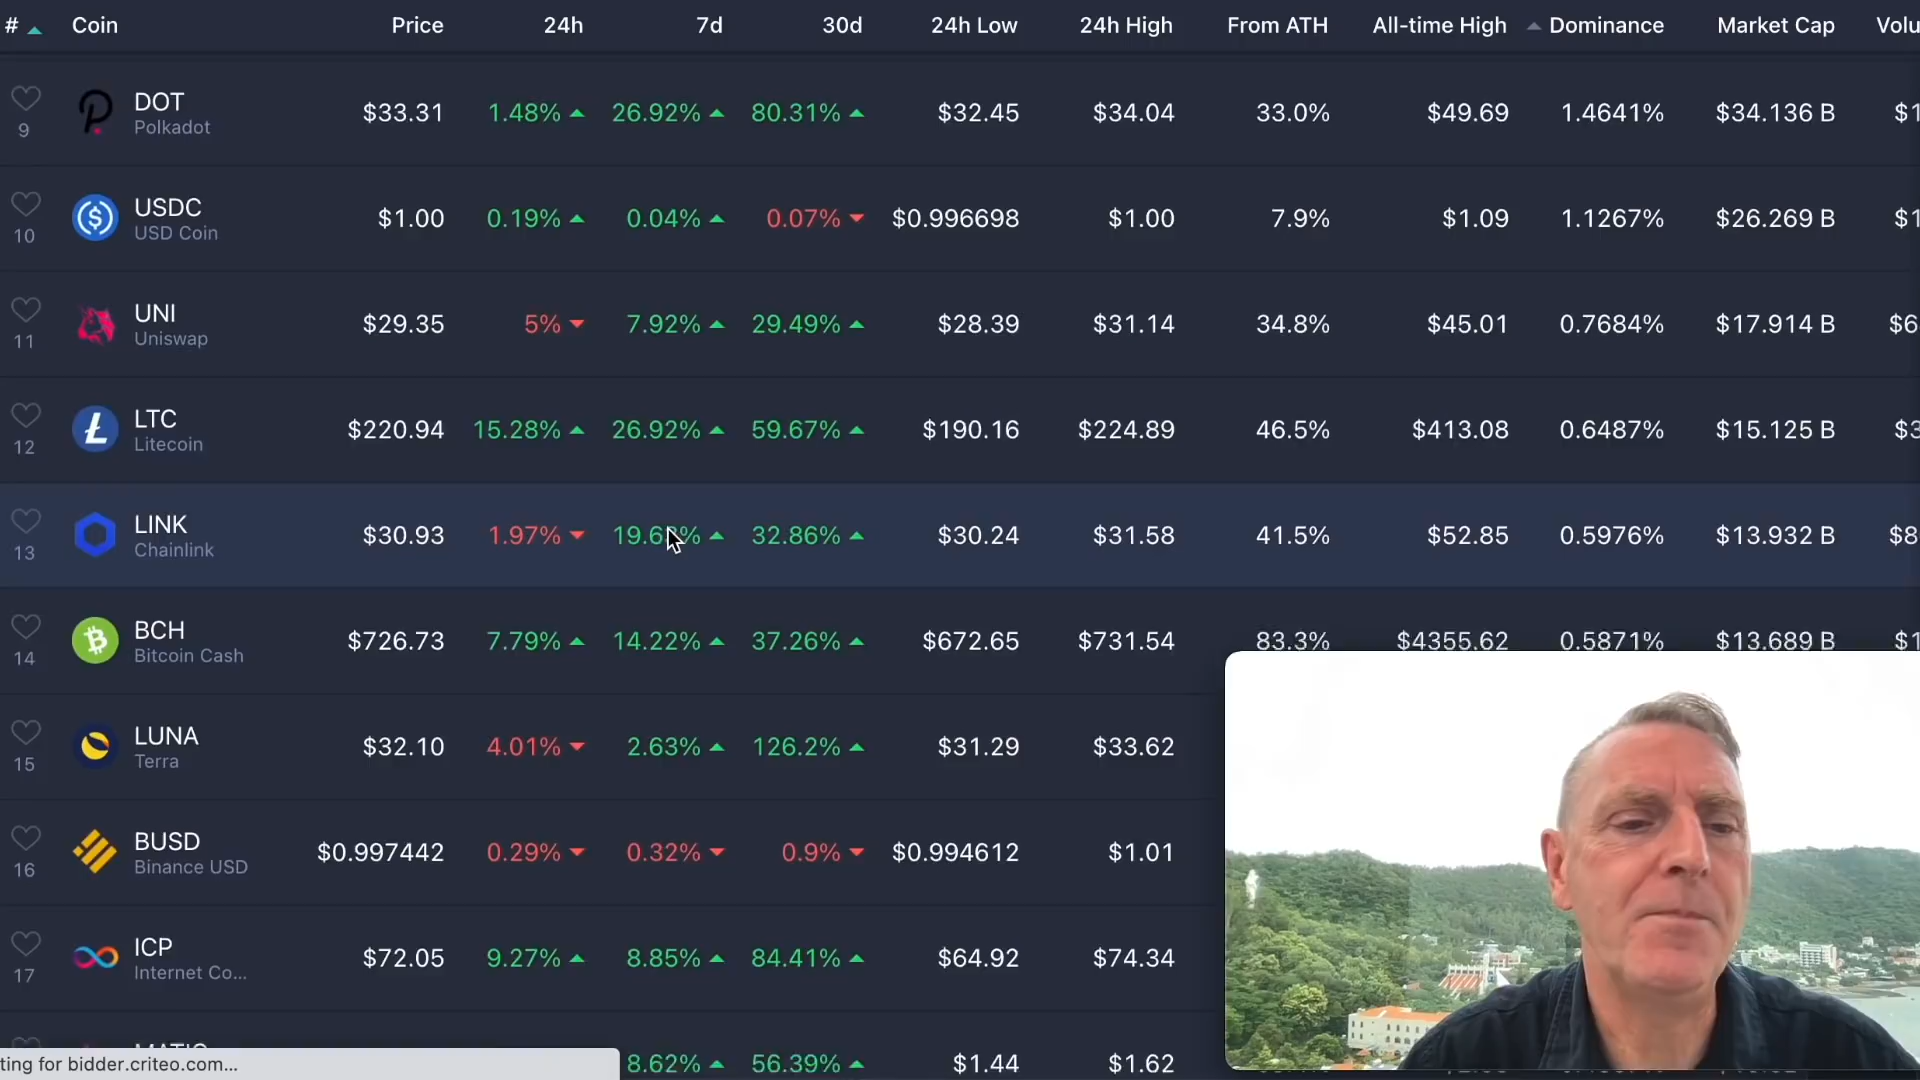 # Coin Price 24h 7d 30d 24h Low 24h High From ATH All-time High Dominance Market Cap Volu
9 DOT Polkadot $33.31 1.48% 26.92% 80.31% $32.45 $34.04 33.0% $49.69 1.4641% $34.136 B $1
10 USDC USD Coin $1.00 0.19% 0.04% 0.07% $0.996698 $1.00 7.9% $1.09 1.1267% $26.269 B $1
11 UNI Uniswap $29.35 5% 7.92% 29.49% $28.39 $31.14 34.8% $45.01 0.7684% $17.914 B $6
12 LTC Litecoin $220.94 15.28% 26.92% 59.67% $190.16 $224.89 46.5% $413.08 0.6487% $15.125 B $3
13 LINK Chainlink $30.93 1.97% 32.86% $30.24 $31.58 41.5% $52.85 0.5976% $13.932 B $8
14 BCH Bitcoin Cash $726.73 7.79% 14.22% 37.26% $672.65 $731.54 83.3% $4355.62 0.5871% $13.689 B $1
15 LUNA Terra $32.10 4.01% 2.63% 126.2% $31.29 $33.62
16 BUSD Binance USD $0.997442 0.29% 0.32% 0.9% $0.994612 $1.01
17 ICP Internet Co... $72.05 9.27% 8.85% 84.41% $64.92 $74.34
MATIC 8.62% 56.39% $1.44 $1.62
ting for bidder.criteo.com...